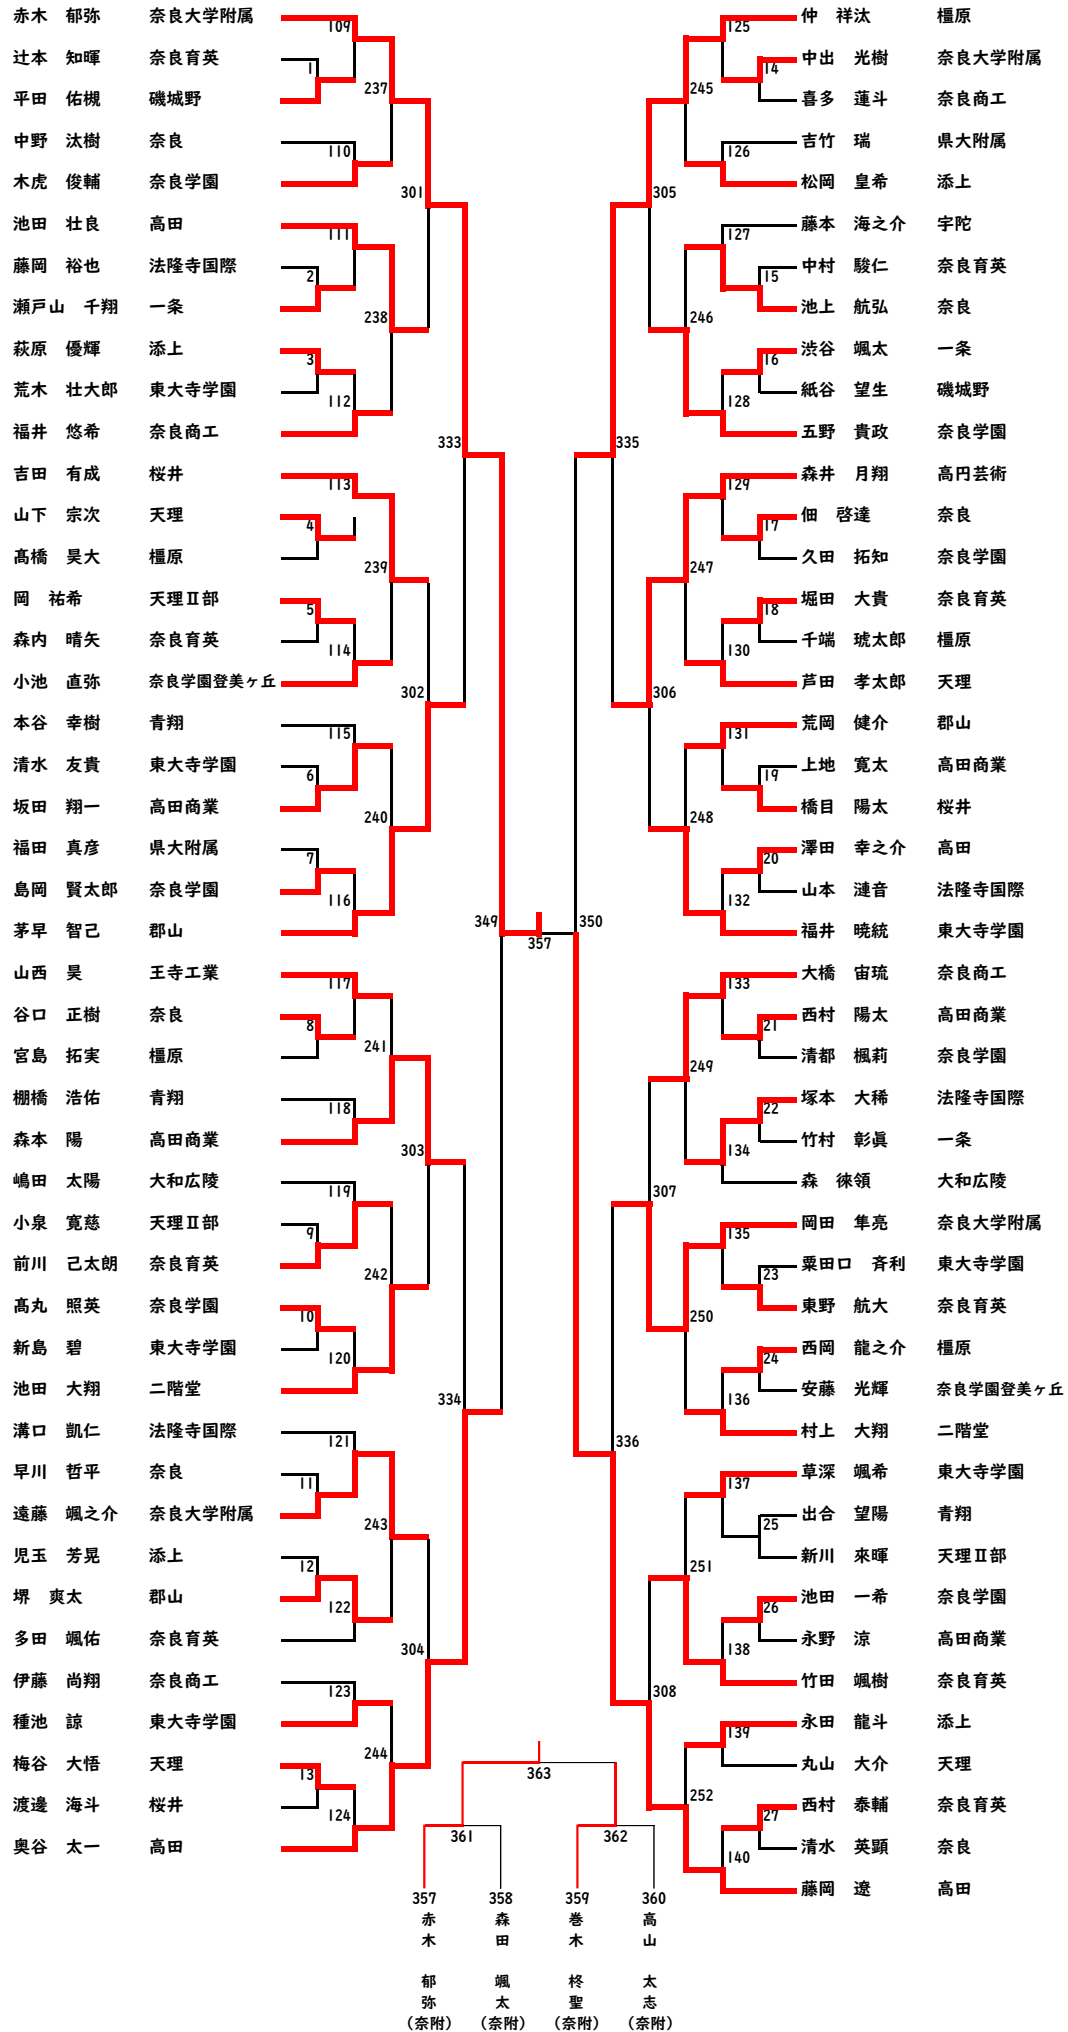 赤木　郁弥　奈良大学附属
辻本　知暉　奈良育英
平田　佑槻　磯城野
中野　汰樹　奈良
木虎　俊輔　奈良学園
池田　壮良　高田
藤岡　裕也　法隆寺国際
瀬戸山　千翔　一条
萩原　優輝　添上
荒木　壮大郎　東大寺学園
福井　悠希　奈良商工
吉田　有成　桜井
山下　宗次　天理
髙橋　昊大　橿原
岡　祐希　天理Ⅱ部
森内　晴矢　奈良育英
小池　直弥　奈良学園登美ヶ丘
本谷　幸樹　青翔
清水　友貴　東大寺学園
坂田　翔一　高田商業
福田　真彦　県大附属
島岡　賢太郎　奈良学園
茅早　智己　郡山
山西　昊　王寺工業
谷口　正樹　奈良
宮島　拓実　橿原
棚橋　浩佑　青翔
森本　陽　高田商業
嶋田　太陽　大和広陵
小泉　寛慈　天理Ⅱ部
前川　己太朗　奈良育英
髙丸　照英　奈良学園
新島　碧　東大寺学園
池田　大翔　二階堂
溝口　凱仁　法隆寺国際
早川　哲平　奈良
遠藤　颯之介　奈良大学附属
児玉　芳晃　添上
堺　爽太　郡山
多田　颯佑　奈良育英
伊藤　尚翔　奈良商工
種池　諒　東大寺学園
梅谷　大悟　天理
渡邊　海斗　桜井
奥谷　太一　高田
109
1
110
111
2
3
112
113
4
5
114
115
6
7
116
117
8
118
119
9
10
120
121
11
12
122
123
13
124
237
238
239
240
241
242
243
244
301
302
303
304
333
334
349
357
350
335
336
305
306
307
308
245
246
247
248
249
250
251
252
125
14
126
127
15
16
128
129
17
18
130
131
19
20
132
133
21
22
134
135
23
24
136
137
25
26
138
139
27
140
仲　祥汰　橿原
中出　光樹　奈良大学附属
喜多　蓮斗　奈良商工
吉竹　瑞　県大附属
松岡　皇希　添上
藤本　海之介　宇陀
中村　駿仁　奈良育英
池上　航弘　奈良
渋谷　颯太　一条
紙谷　望生　磯城野
五野　貴政　奈良学園
森井　月翔　高円芸術
佃　啓達　奈良
久田　拓知　奈良学園
堀田　大貴　奈良育英
千端　琥太郎　橿原
芦田　孝太郎　天理
荒岡　健介　郡山
上地　寛太　高田商業
橋目　陽太　桜井
澤田　幸之介　高田
山本　漣音　法隆寺国際
福井　暁統　東大寺学園
大橋　宙琉　奈良商工
西村　陽太　高田商業
清都　楓莉　奈良学園
塚本　大稀　法隆寺国際
竹村　彰眞　一条
森　徠領　大和広陵
岡田　隼亮　奈良大学附属
粟田口　斉利　東大寺学園
東野　航大　奈良育英
西岡　龍之介　橿原
安藤　光輝　奈良学園登美ヶ丘
村上　大翔　二階堂
草深　颯希　東大寺学園
出合　望陽　青翔
新川　來暉　天理Ⅱ部
池田　一希　奈良学園
永野　涼　高田商業
竹田　颯樹　奈良育英
永田　龍斗　添上
丸山　大介　天理
西村　泰輔　奈良育英
清水　英顕　奈良
藤岡　遼　高田
363
361
362
357
358
359
360
赤木　郁弥（奈附）
森田　颯太（奈附）
巻木　柊聖（奈附）
高山　太志（奈附）